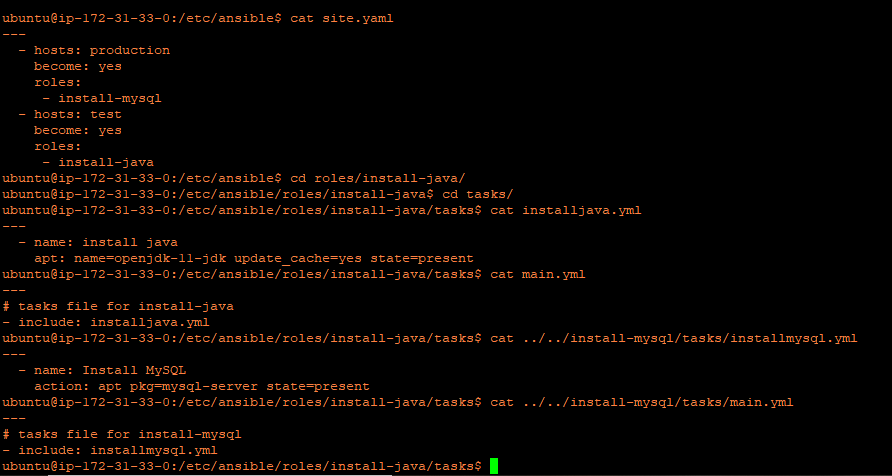 ubuntu@ip-172-31-33-0:/etc/ansible$ cat site.yaml
---
  - hosts: production
    become: yes
    roles:
     - install-mysql
  - hosts: test
    become: yes
    roles:
     - install-java
ubuntu@ip-172-31-33-0:/etc/ansible$ cd roles/install-java/
ubuntu@ip-172-31-33-0:/etc/ansible/roles/install-java$ cd tasks/
ubuntu@ip-172-31-33-0:/etc/ansible/roles/install-java/tasks$ cat installjava.yml
---
  - name: install java
    apt: name=openjdk-11-jdk update_cache=yes state=present
ubuntu@ip-172-31-33-0:/etc/ansible/roles/install-java/tasks$ cat main.yml
---
# tasks file for install-java
- include: installjava.yml
ubuntu@ip-172-31-33-0:/etc/ansible/roles/install-java/tasks$ cat ../../install-mysql/tasks/installmysql.yml
---
  - name: Install MySQL
    action: apt pkg=mysql-server state=present
ubuntu@ip-172-31-33-0:/etc/ansible/roles/install-java/tasks$ cat ../../install-mysql/tasks/main.yml
---
# tasks file for install-mysql
- include: installmysql.yml
ubuntu@ip-172-31-33-0:/etc/ansible/roles/install-java/tasks$